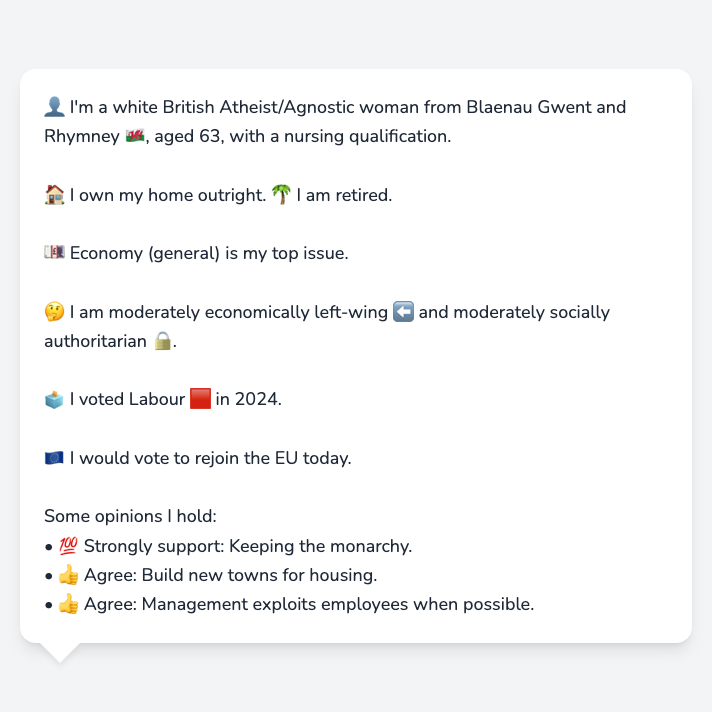 👤 I'm a white British Atheist/Agnostic woman from Blaenau Gwent and
Rhymney 🏴󠁧󠁢󠁷󠁬󠁳󠁿, aged 63, with a nursing qualification.
🏠 I own my home outright. 🌴 I am retired.
💷 Economy (general) is my top issue.
🤔 I am moderately economically left-wing ⬅️ and moderately socially
authoritarian 🔒.
🗳️ I voted Labour 🟥 in 2024.
🇪🇺 I would vote to rejoin the EU today.
Some opinions I hold:
• 💯 Strongly support: Keeping the monarchy.
• 👍 Agree: Build new towns for housing.
• 👍 Agree: Management exploits employees when possible.